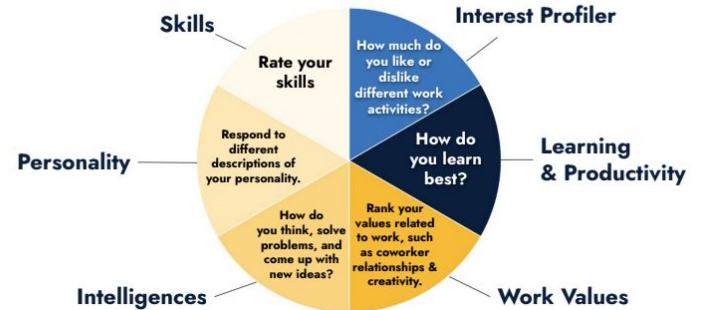 Skills
Rate your
skills
Interest Profiler
How much do
you like or
dislike
different work
activities?
How do
you learn
best?
Learning
& Productivity
Rank your
values related
to work, such
as coworker
relationships &
creativity.
Work Values
How do
you think, solve
problems, and
come up with
new ideas?
Intelligences
Respond to
different
descriptions of
your personality.
Personality